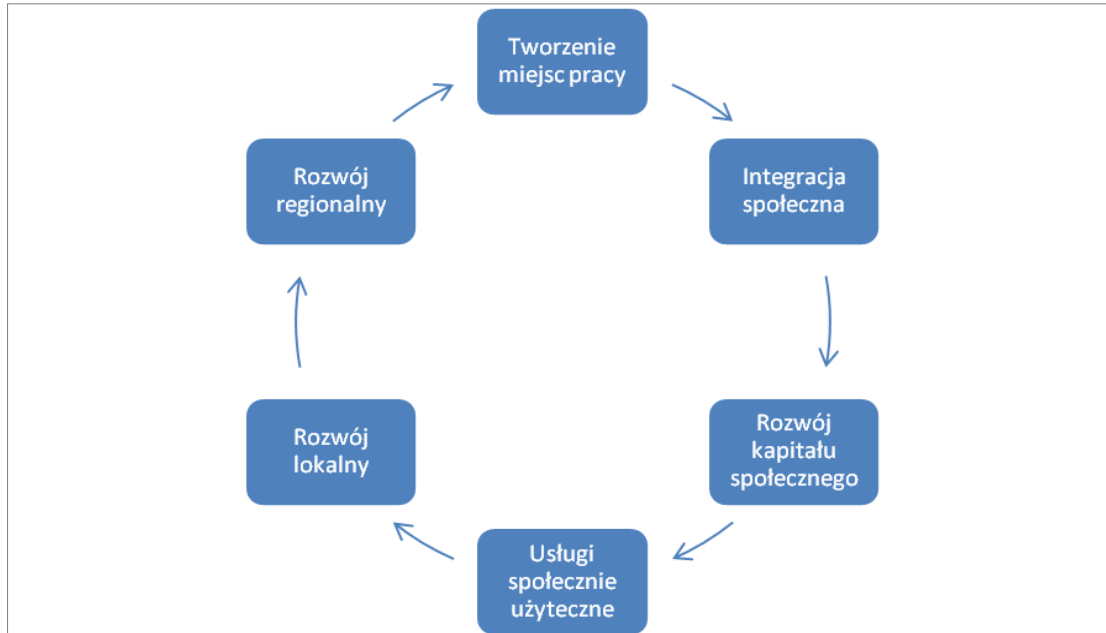 Tworzenie
miejsc pracy
Integracja
społeczna
Rozwój
kapitału
społecznego
Usługi
społecznie
użyteczne
Rozwój
lokalny
Rozwój
regionalny